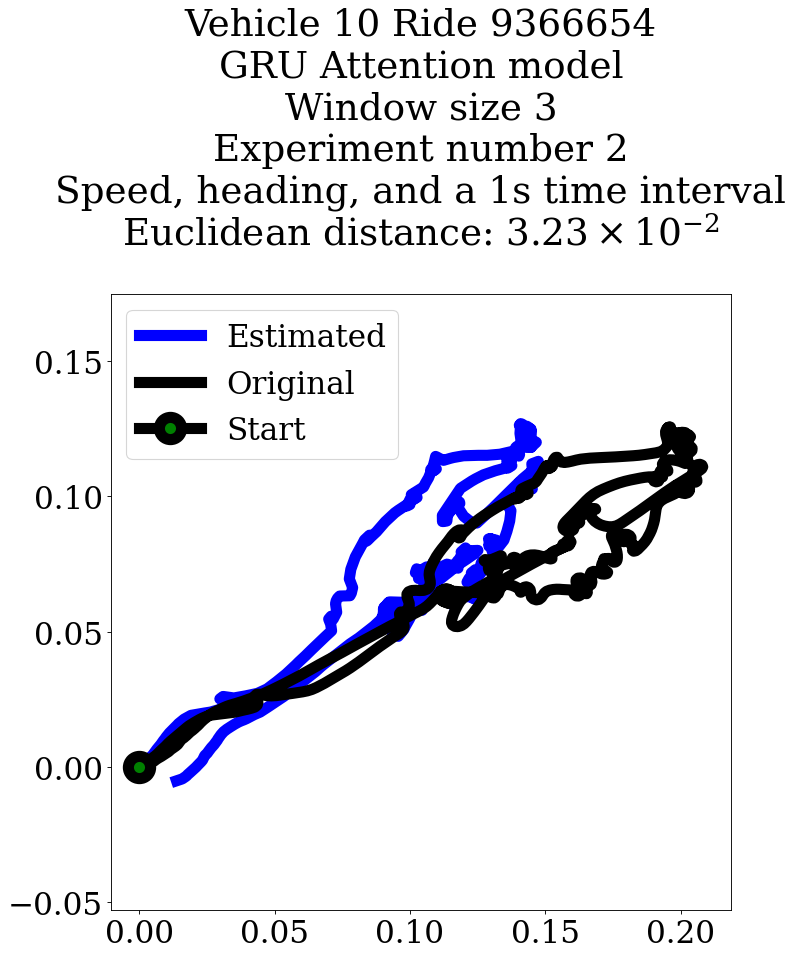 Vehicle 10 Ride 9366654
GRU Attention model
Window size 3
Experiment number 2
Speed, heading, and a 1s time interval
Euclidean distance: 3.23 × 10⁻²
Estimated
Original
Start
0.15
0.10
0.05
0.00
−0.05
0.00 0.05 0.10 0.15 0.20